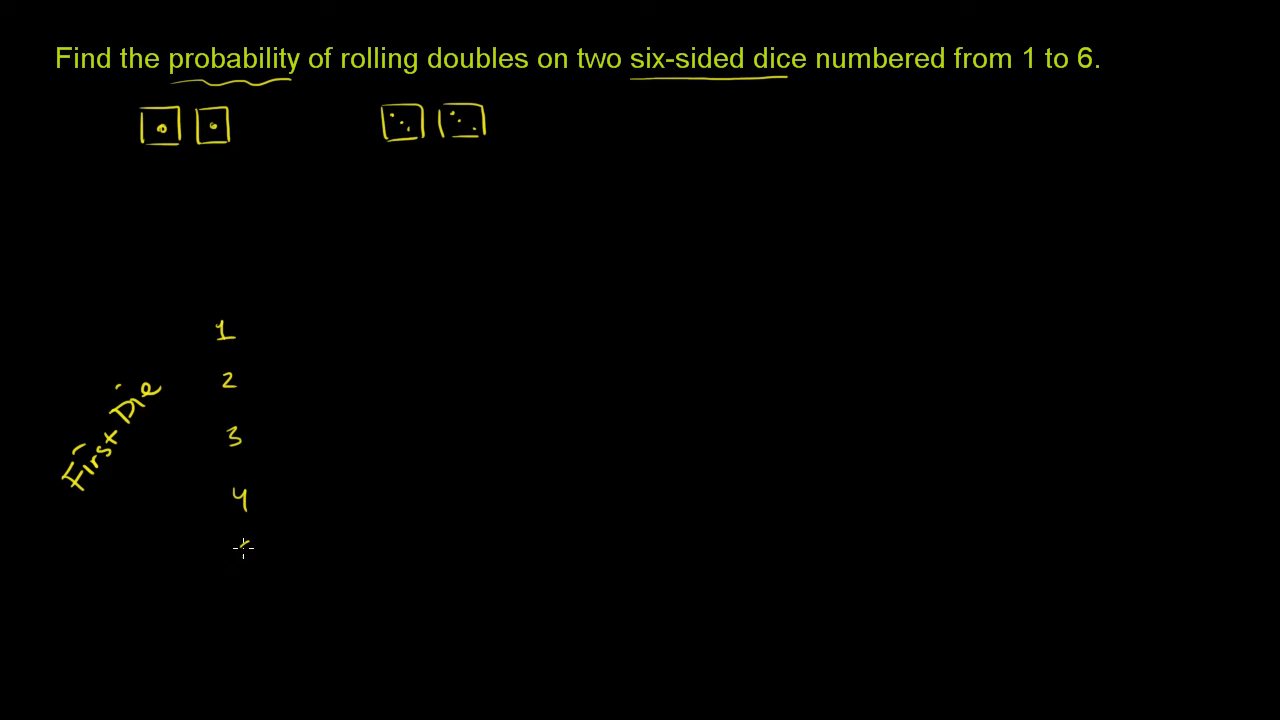 Find the probability of rolling doubles on two six-sided dice numbered from 1 to 6.
1
2
First Die
3
4